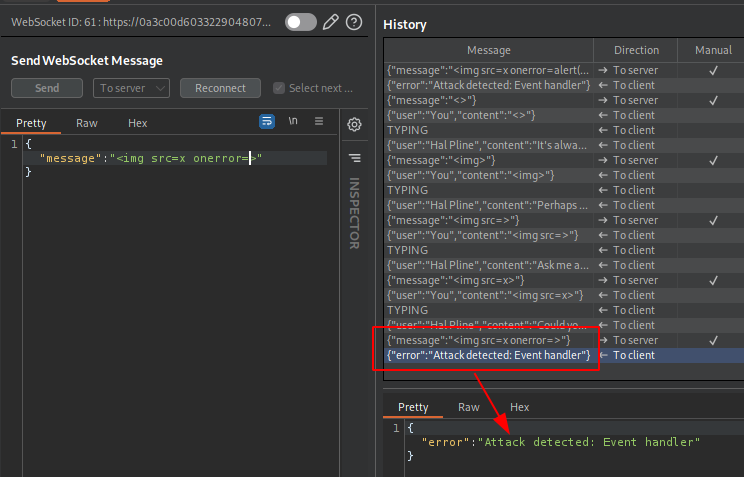 WebSocket ID: 61 : https://0a3c00d603322904807...
Send WebSocket Message
Send To server Reconnect Select next ...
Pretty Raw Hex \n
1 {
"message":"<img src=x onerror=>"
}
INSPECTOR
History
Message Direction Manual
{"message":"<img src=x onerror=alert(... → To server ✓
{"error":"Attack detected: Event handler"} ← To client
{"message":"<>"} → To server ✓
{"user":"You","content":"<>"} ← To client
TYPING ← To client
{"user":"Hal Pline","content":"It's alwa... ← To client
{"message":"<img>"} → To server ✓
{"user":"You","content":"<img>"} ← To client
TYPING ← To client
{"user":"Hal Pline","content":"Perhaps ... ← To client
{"message":"<img src=>"} → To server ✓
{"user":"You","content":"<img src=>"} ← To client
TYPING ← To client
{"user":"Hal Pline","content":"Ask me a... ← To client
{"message":"<img src=x>"} → To server ✓
{"user":"You","content":"<img src=x>"} ← To client
TYPING ← To client
{"user":"Hal Pline","content":"Could yo... ← To client
{"message":"<img src=x onerror=>"} → To server ✓
{"error":"Attack detected: Event handler"} ← To client
Pretty Raw Hex
1 {
"error":"Attack detected: Event handler"
}